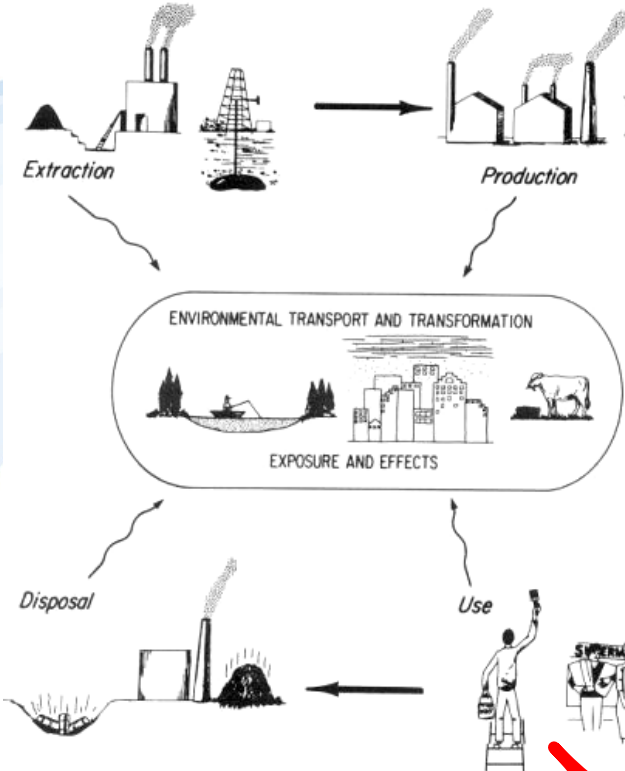 Extraction
Production
ENVIRONMENTAL TRANSPORT AND TRANSFORMATION
EXPOSURE AND EFFECTS
Disposal
Use